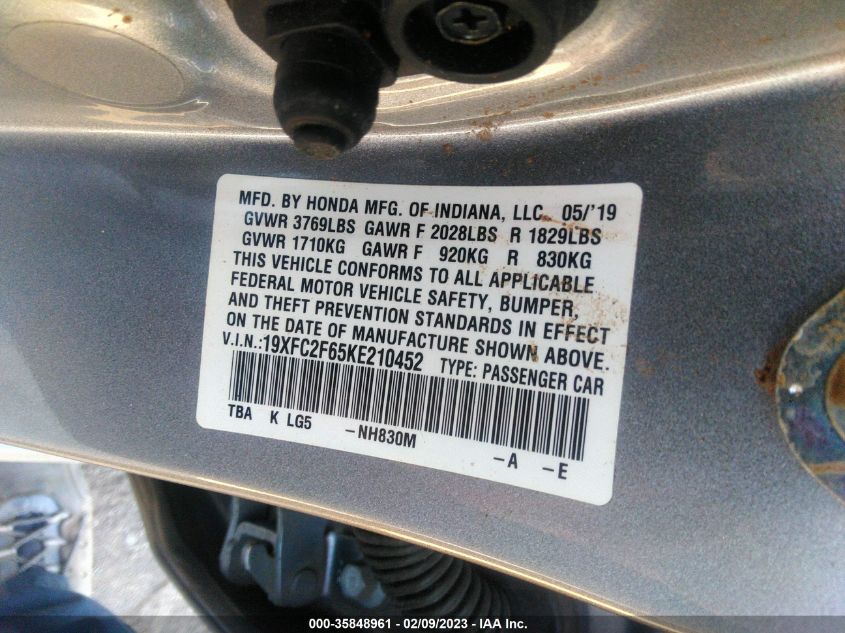 MFD. BY HONDA MFG. OF INDIANA, LLC. 05/'19
GVWR 3769LBS GAWR F 2028LBS R 1829LBS
GVWR 1710KG GAWR F 920KG R 830KG
THIS VEHICLE CONFORMS TO ALL APPLICABLE
FEDERAL MOTOR VEHICLE SAFETY, BUMPER,
AND THEFT PREVENTION STANDARDS IN EFFECT
ON THE DATE OF MANUFACTURE SHOWN ABOVE.
V.I.N.:19XFC2F65KE210452 TYPE: PASSENGER CAR
TBA K LG5 -NH830M -A -E
000-35848961 - 02/09/2023 - IAA Inc.